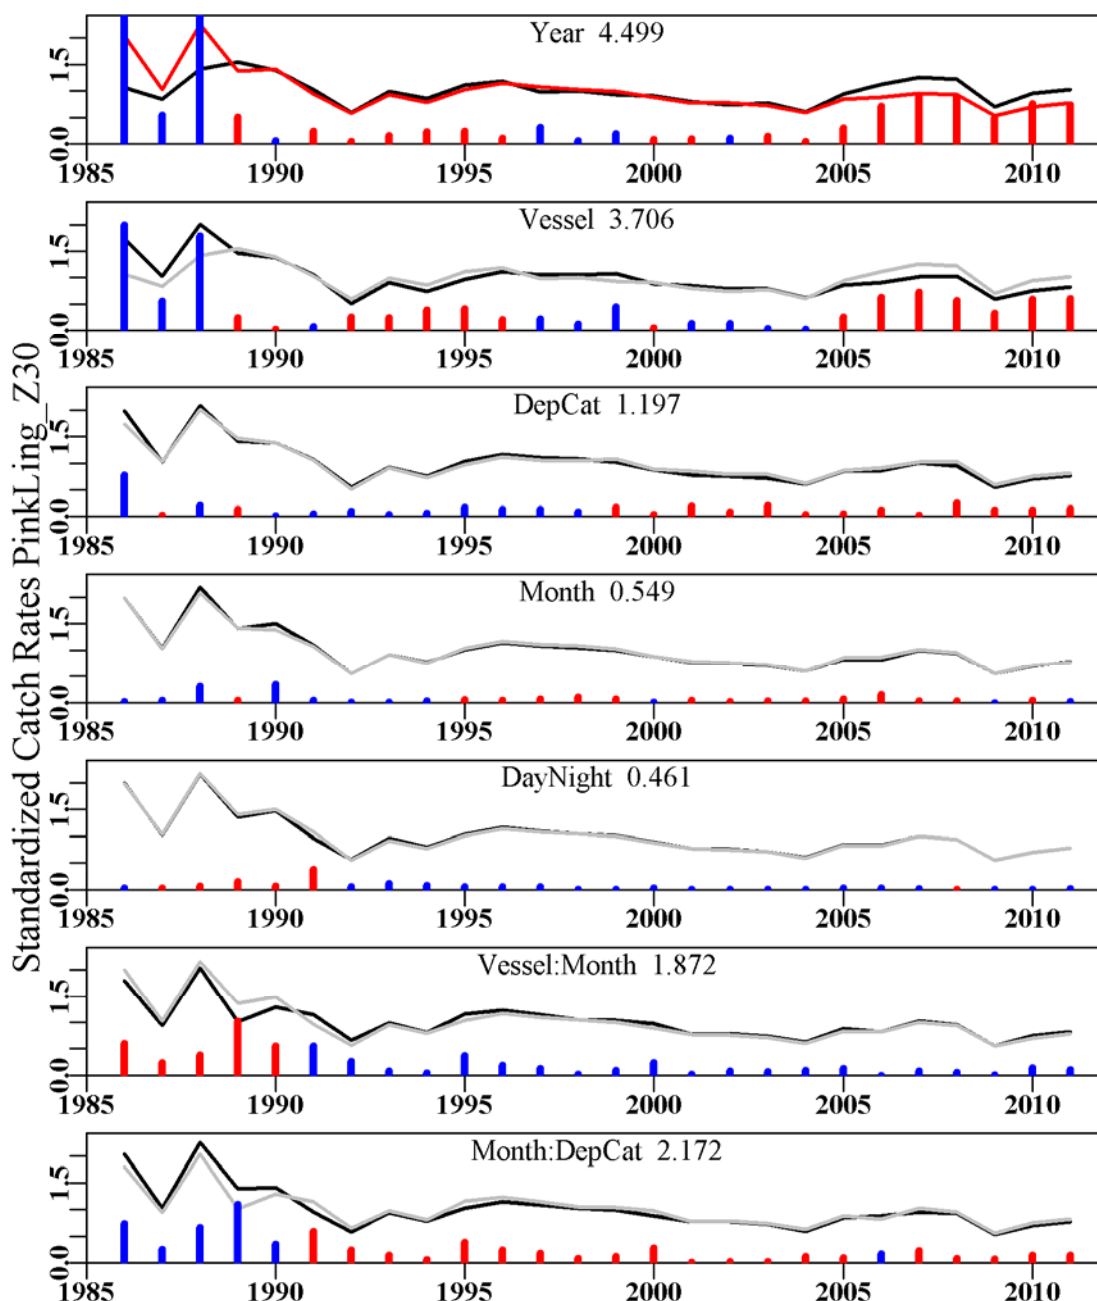 Standardized Catch Rates PinkLing_Z30
Year 4.499
0.0 1.5
1985 1990 1995 2000 2005 2010
Vessel 3.706
0.0 1.5
1985 1990 1995 2000 2005 2010
DepCat 1.197
0.0 1.5
1985 1990 1995 2000 2005 2010
Month 0.549
0.0 1.5
1985 1990 1995 2000 2005 2010
DayNight 0.461
0.0 1.5
1985 1990 1995 2000 2005 2010
Vessel:Month 1.872
0.0 1.5
1985 1990 1995 2000 2005 2010
Month:DepCat 2.172
0.0 1.5
1985 1990 1995 2000 2005 2010